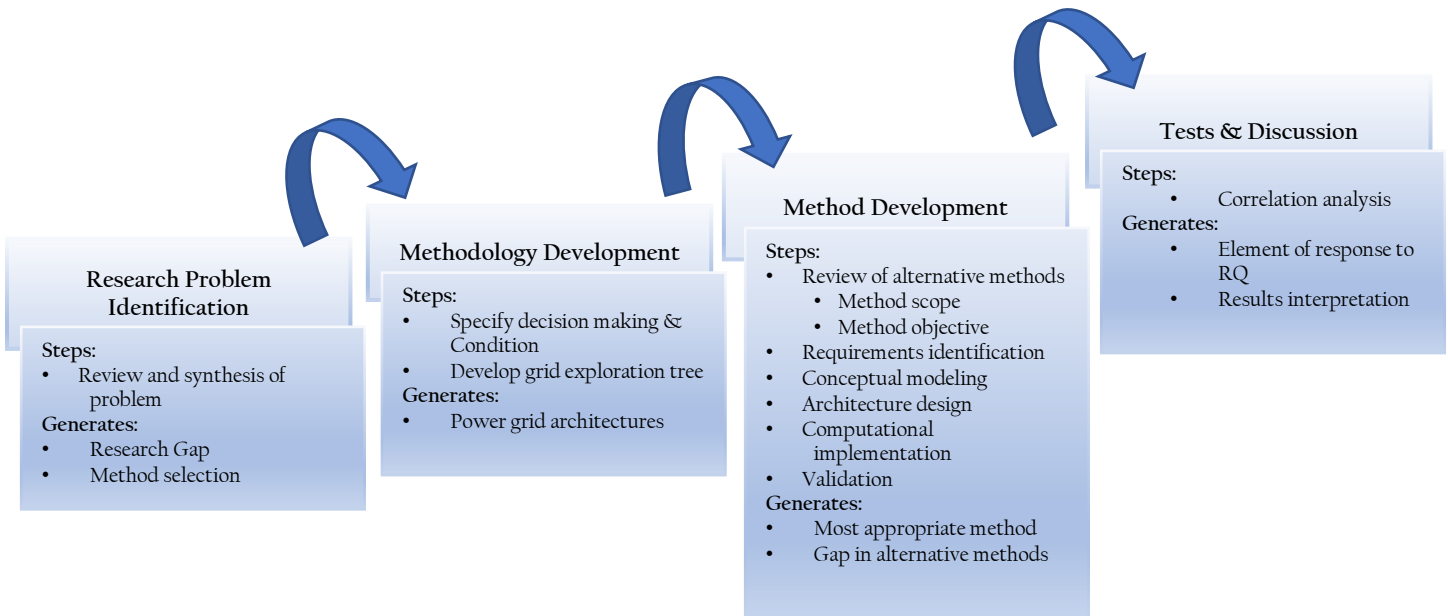 Research Problem
Identification
Steps:
• Review and synthesis of
problem
Generates:
• Research Gap
• Method selection
Methodology Development
Steps:
• Specify decision making &
Condition
• Develop grid exploration tree
Generates:
• Power grid architectures
Method Development
Steps:
• Review of alternative methods
• Method scope
• Method objective
• Requirements identification
• Conceptual modeling
• Architecture design
• Computational
implementation
• Validation
Generates:
• Most appropriate method
• Gap in alternative methods
Tests & Discussion
Steps:
• Correlation analysis
Generates:
• Element of response to
RQ
• Results interpretation